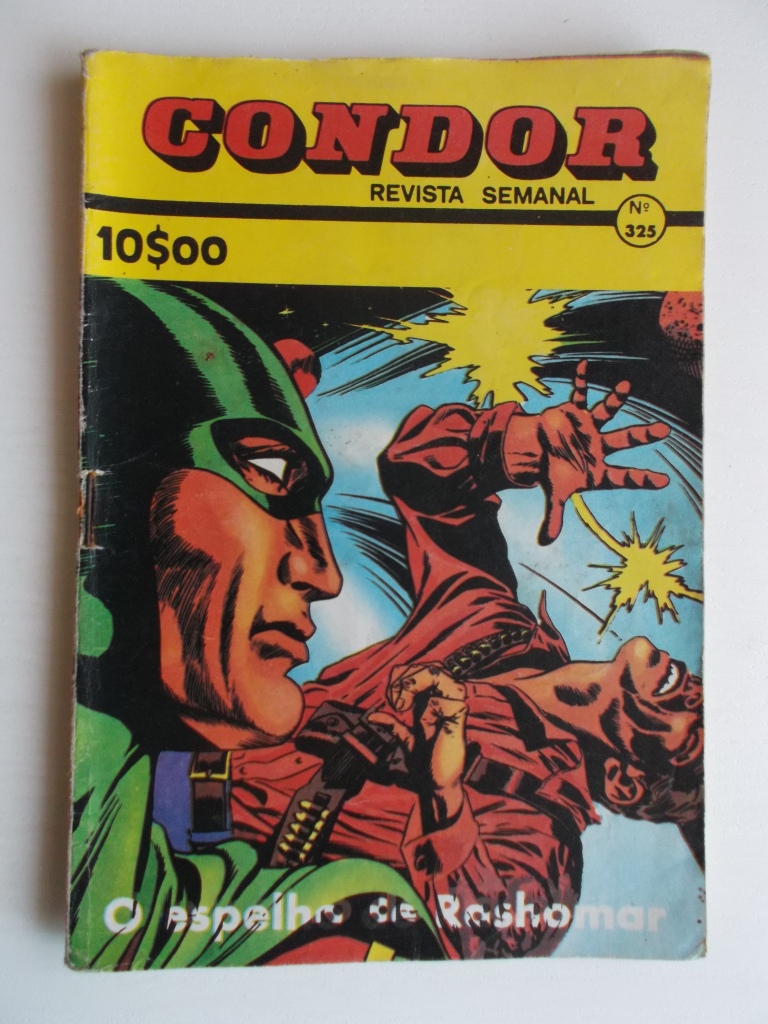 CONDOR
REVISTA SEMANAL
Nº
325
10$00
O espelho de Rashomar